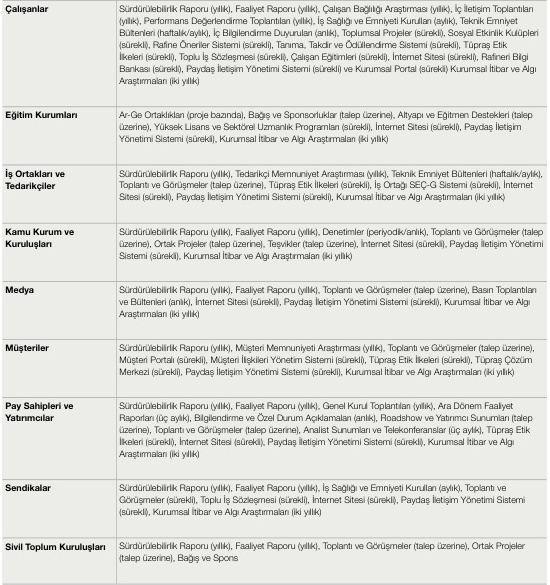 Çalışanlar
Sürdürülebilirlik Raporu (yıllık), Faaliyet Raporu (yıllık), Çalışan Bağlılığı Araştırması (yıllık), İç İletişim Toplantıları
(yıllık), Performans Değerlendirme Toplantıları (yıllık), İş Sağlığı ve Emniyeti Kurulları (aylık), Teknik Emniyet
Bültenleri (haftalık/aylık), İç Bilgilendirme Duyuruları (anlık), Toplumsal Projeler (sürekli), Sosyal Etkinlik Kulüpleri
(sürekli), Rafine Öneriler Sistemi (sürekli), Tanıma, Takdir ve Ödüllendirme Sistemi (sürekli), Tüpraş Etik
İlkeleri (sürekli), Toplu İş Sözleşmesi (sürekli), Çalışan Eğitimleri (sürekli), İnternet Sitesi (sürekli), Rafineri Bilgi
Bankası (sürekli), Paydaş İletişim Yönetimi Sistemi (sürekli) ve Kurumsal Portal (sürekli) Kurumsal İtibar ve Algı
Araştırmaları (iki yıllık)
Eğitim Kurumları
Ar-Ge Ortaklıkları (proje bazında), Bağış ve Sponsorluklar (talep üzerine), Altyapı ve Eğitmen Destekleri (talep
üzerine), Yüksek Lisans ve Sektörel Uzmanlık Programları (sürekli), İnternet Sitesi (sürekli), Paydaş İletişim
Yönetimi Sistemi (sürekli), Kurumsal İtibar ve Algı Araştırmaları (iki yıllık)
İş Ortakları ve
Tedarikçiler
Sürdürülebilirlik Raporu (yıllık), Tedarikçi Memnuniyet Araştırması (yıllık), Teknik Emniyet Bültenleri (haftalık/aylık),
Toplantı ve Görüşmeler (talep üzerine), Tüpraş Etik İlkeleri (sürekli), İş Ortağı SEÇ-G Sistemi (sürekli), İnternet
Sitesi (sürekli), Paydaş İletişim Yönetimi Sistemi (sürekli), Kurumsal İtibar ve Algı Araştırmaları (iki yıllık)
Kamu Kurum ve
Kuruluşları
Sürdürülebilirlik Raporu (yıllık), Faaliyet Raporu (yıllık), Denetimler (periyodik/anlık), Toplantı ve Görüşmeler (talep
üzerine), Ortak Projeler (talep üzerine), Teşvikler (talep üzerine), İnternet Sitesi (sürekli), Paydaş İletişim Yönetimi
Sistemi (sürekli), Kurumsal İtibar ve Algı Araştırmaları (iki yıllık)
Medya
Sürdürülebilirlik Raporu (yıllık), Faaliyet Raporu (yıllık), Toplantı ve Görüşmeler (talep üzerine), Basın Toplantıları
ve Bültenleri (anlık), İnternet Sitesi (sürekli), Paydaş İletişim Yönetimi Sistemi (sürekli), Kurumsal İtibar ve Algı
Araştırmaları (iki yıllık)
Müşteriler
Sürdürülebilirlik Raporu (yıllık), Müşteri Memnuniyeti Araştırması (yıllık), Toplantı ve Görüşmeler (talep üzerine),
Müşteri Portalı (sürekli), Müşteri İlişkileri Yönetim Sistemi (sürekli), Tüpraş Etik İlkeleri (sürekli), Tüpraş Çözüm
Merkezi (sürekli), Paydaş İletişim Yönetimi Sistemi (sürekli), Kurumsal İtibar ve Algı Araştırmaları (iki yıllık)
Pay Sahipleri ve
Yatırımcılar
Sürdürülebilirlik Raporu (yıllık), Faaliyet Raporu (yıllık), Genel Kurul Toplantıları (yıllık), Ara Dönem Faaliyet
Raporları (üç aylık), Bilgilendirme ve Özel Durum Açıklamaları (anlık), Roadshow ve Yatırımcı Sunumları (talep
üzerine), Toplantı ve Görüşmeler (talep üzerine), Analist Sunumları ve Telekonferanslar (üç aylık), Tüpraş Etik
İlkeleri (sürekli), İnternet Sitesi (sürekli), Paydaş İletişim Yönetimi Sistemi (sürekli), Kurumsal İtibar ve Algı
Araştırmaları (iki yıllık)
Sendikalar
Sürdürülebilirlik Raporu (yıllık), Faaliyet Raporu (yıllık), İş Sağlığı ve Emniyeti Kurulları (aylık), Toplantı ve
Görüşmeler (sürekli), Toplu İş Sözleşmesi (sürekli), İnternet Sitesi (sürekli), Paydaş İletişim Yönetimi Sistemi
(sürekli), Kurumsal İtibar ve Algı Araştırmaları (iki yıllık)
Sivil Toplum Kuruluşları
Sürdürülebilirlik Raporu (yıllık), Faaliyet Raporu (yıllık), Toplantı ve Görüşmeler (talep üzerine), Ortak Projeler
(talep üzerine), Bağış ve Spons